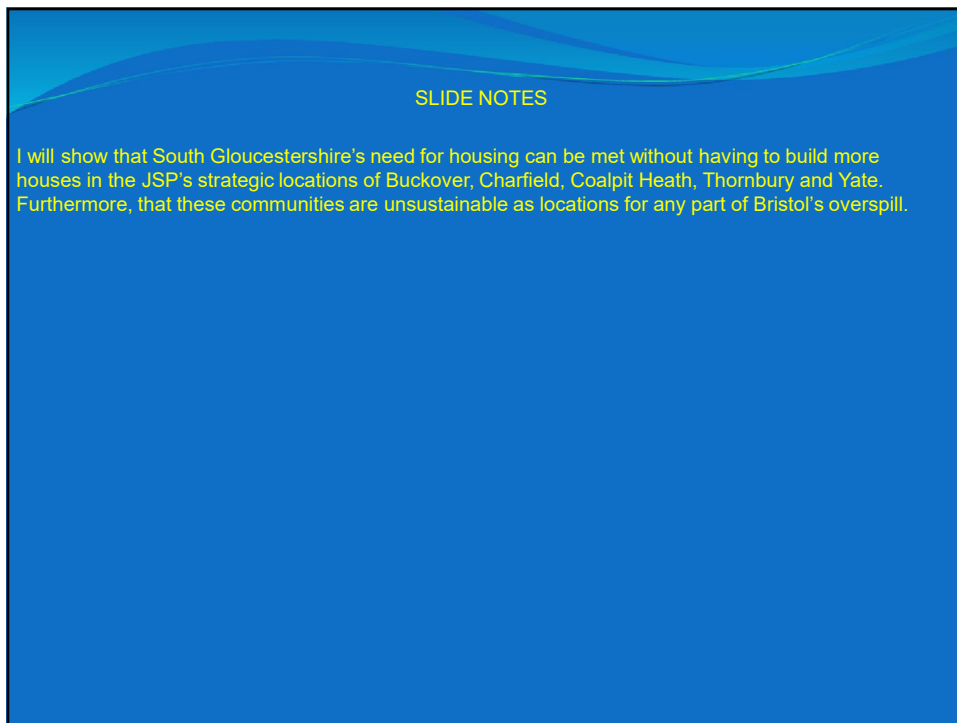 SLIDE NOTES
I will show that South Gloucestershire’s need for housing can be met without having to build more
houses in the JSP’s strategic locations of Buckover, Charfield, Coalpit Heath, Thornbury and Yate.
Furthermore, that these communities are unsustainable as locations for any part of Bristol’s overspill.